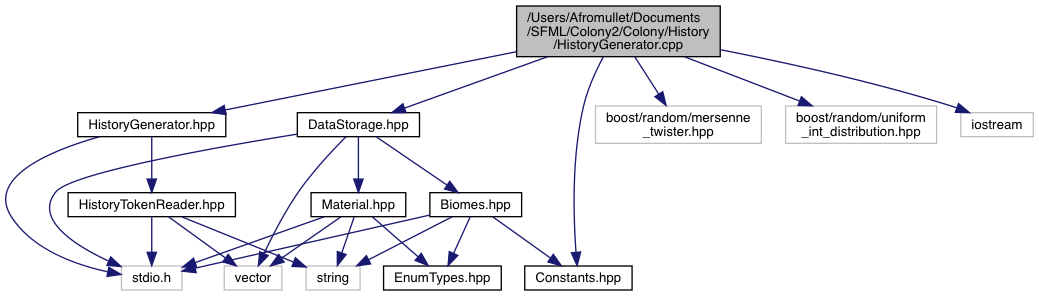 /Users/Afromullet/Documents
/SFML/Colony2/Colony/History
/HistoryGenerator.cpp
HistoryGenerator.hpp
DataStorage.hpp
boost/random/mersenne
_twister.hpp
boost/random/uniform
_int_distribution.hpp
iostream
HistoryTokenReader.hpp
Material.hpp
Biomes.hpp
stdio.h
vector
string
EnumTypes.hpp
Constants.hpp